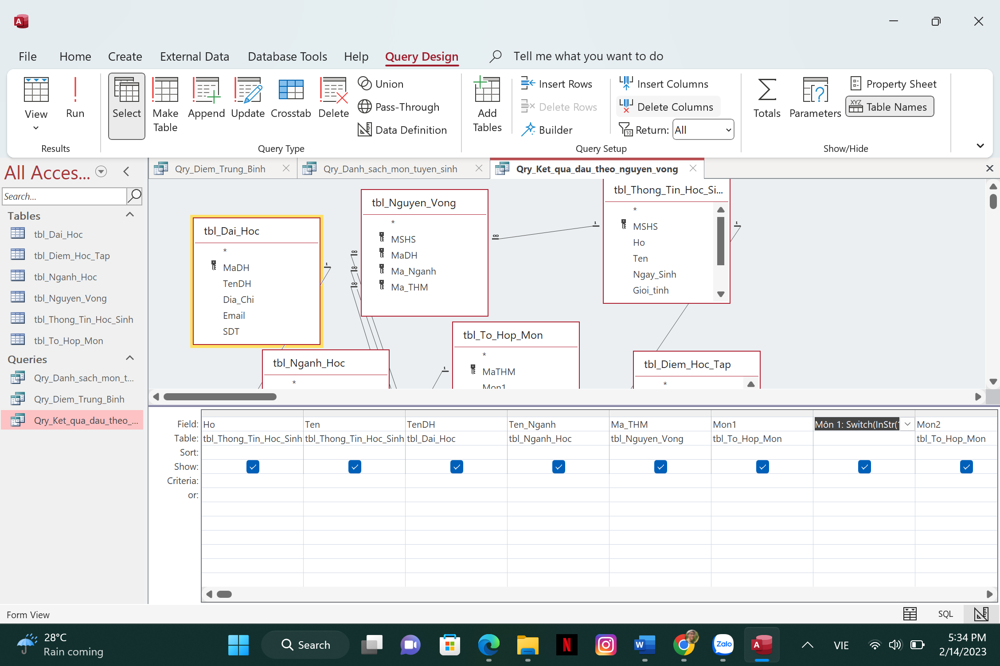 File Home Create External Data Database Tools Help Query Design Tell me what you want to do
View
Run
Results
Select
Make Table
Append
Update
Crosstab
Delete
Union
Pass-Through
Data Definition
Query Type
Add Tables
Insert Rows
Delete Rows
Builder
Insert Columns
Delete Columns
Return: All
Query Setup
Totals
Parameters
Property Sheet
Table Names
Show/Hide
All Acces...
Search...
Tables
tbl_Dai_Hoc
tbl_Diem_Hoc_Tap
tbl_Nganh_Hoc
tbl_Nguyen_Vong
tbl_Thong_Tin_Hoc_Sinh
tbl_To_Hop_Mon
Queries
Qry_Danh_sach_mon_t...
Qry_Diem_Trung_Binh
Qry_Ket_qua_dau_theo_...
Qry_Diem_Trung_Binh Qry_Danh_sach_mon_tuyen_sinh Qry_Ket_qua_dau_theo_nguyen_vong
tbl_Dai_Hoc
*
MaDH
TenDH
Dia_Chi
Email
SDT
tbl_Nguyen_Vong
*
MSHS
MaDH
Ma_Nganh
Ma_THM
tbl_Thong_Tin_Hoc_Si...
*
MSHS
Ho
Ten
Ngay_Sinh
Gioi_tinh
tbl_Nganh_Hoc
*
tbl_To_Hop_Mon
*
MaTHM
Mon1
tbl_Diem_Hoc_Tap
*
Field: Ho Ten TenDH Ten_Nganh Ma_THM Mon1 Môn 1: Switch(InStr( Mon2
Table: tbl_Thong_Tin_Hoc_Sinh tbl_Thong_Tin_Hoc_Sinh tbl_Dai_Hoc tbl_Nganh_Hoc tbl_Nguyen_Vong tbl_To_Hop_Mon tbl_To_Hop_Mon
Sort:
Show:
Criteria:
or:
Form View SQL
28°C
Rain coming
Search
Zalo
VIE
5:34 PM
2/14/2023